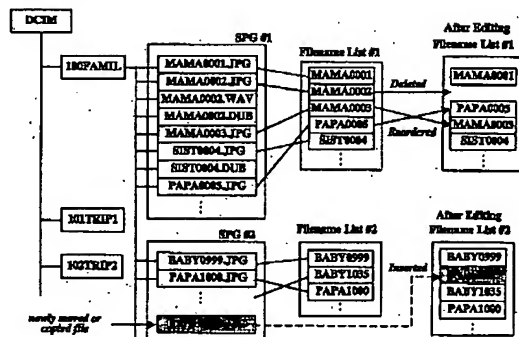 DCIM
SPG #1
Filename List #1
After Editing
Filename List #1
100FAMIL
MAMA0001.JPG
MAMA0002.JPG
MAMA0002.WAV
MAMA0002.DUB
MAMA0003.JPG
SIST0004.JPG
SIST0004.DUB
PAPA0005.JPG
MAMA0001
MAMA0002
MAMA0003
PAPA0005
SIST0004
Deleted
Reordered
MAMA0001
PAPA0005
MAMA0003
SIST0004
101TRIP1
SPG #2
Filename List #2
After Editing
Filename List #2
102TRIP2
BABY0999.JPG
PAPA1000.JPG
BABY0999
BABY1035
PAPA1000
Inserted
BABY0999
BABY1035
PAPA1000
newly moved or
copied file